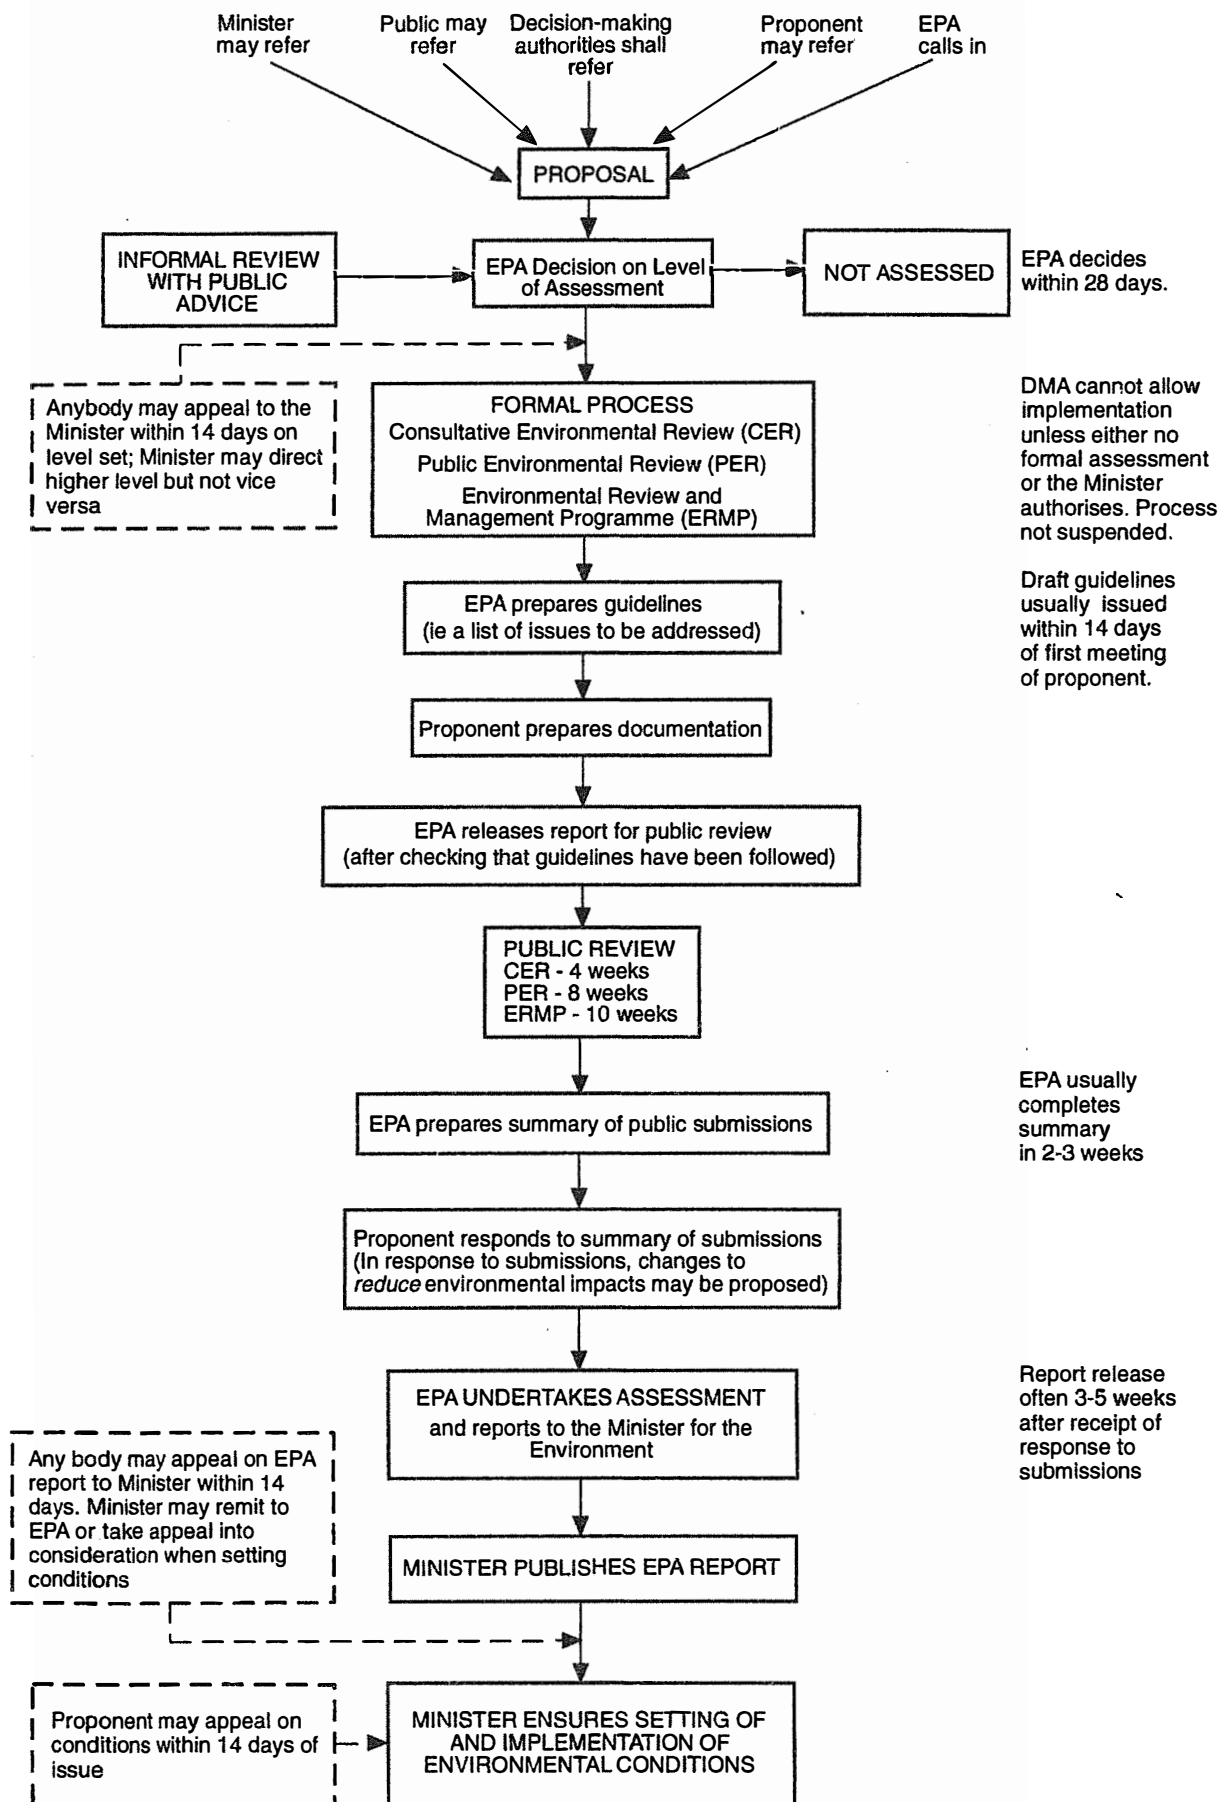 Minister
may refer
Public may
refer
Decision-making
authorities shall
refer
Proponent
may refer
EPA
calls in
PROPOSAL
INFORMAL REVIEW
WITH PUBLIC
ADVICE
EPA Decision on Level
of Assessment
NOT ASSESSED
EPA decides
within 28 days.
Anybody may appeal to the
Minister within 14 days on
level set; Minister may direct
higher level but not vice
versa
FORMAL PROCESS
Consultative Environmental Review (CER)
Public Environmental Review (PER)
Environmental Review and
Management Programme (ERMP)
DMA cannot allow
implementation
unless either no
formal assessment
or the Minister
authorises. Process
not suspended.
EPA prepares guidelines
(ie a list of issues to be addressed)
Draft guidelines
usually issued
within 14 days
of first meeting
of proponent.
Proponent prepares documentation
EPA releases report for public review
(after checking that guidelines have been followed)
PUBLIC REVIEW
CER - 4 weeks
PER - 8 weeks
ERMP - 10 weeks
EPA prepares summary of public submissions
EPA usually
completes
summary
in 2-3 weeks
Proponent responds to summary of submissions
(In response to submissions, changes to
reduce environmental impacts may be proposed)
EPA UNDERTAKES ASSESSMENT
and reports to the Minister for the
Environment
Report release
often 3-5 weeks
after receipt of
response to
submissions
Any body may appeal on EPA
report to Minister within 14
days. Minister may remit to
EPA or take appeal into
consideration when setting
conditions
MINISTER PUBLISHES EPA REPORT
Proponent may appeal on
conditions within 14 days of
issue
MINISTER ENSURES SETTING OF
AND IMPLEMENTATION OF
ENVIRONMENTAL CONDITIONS